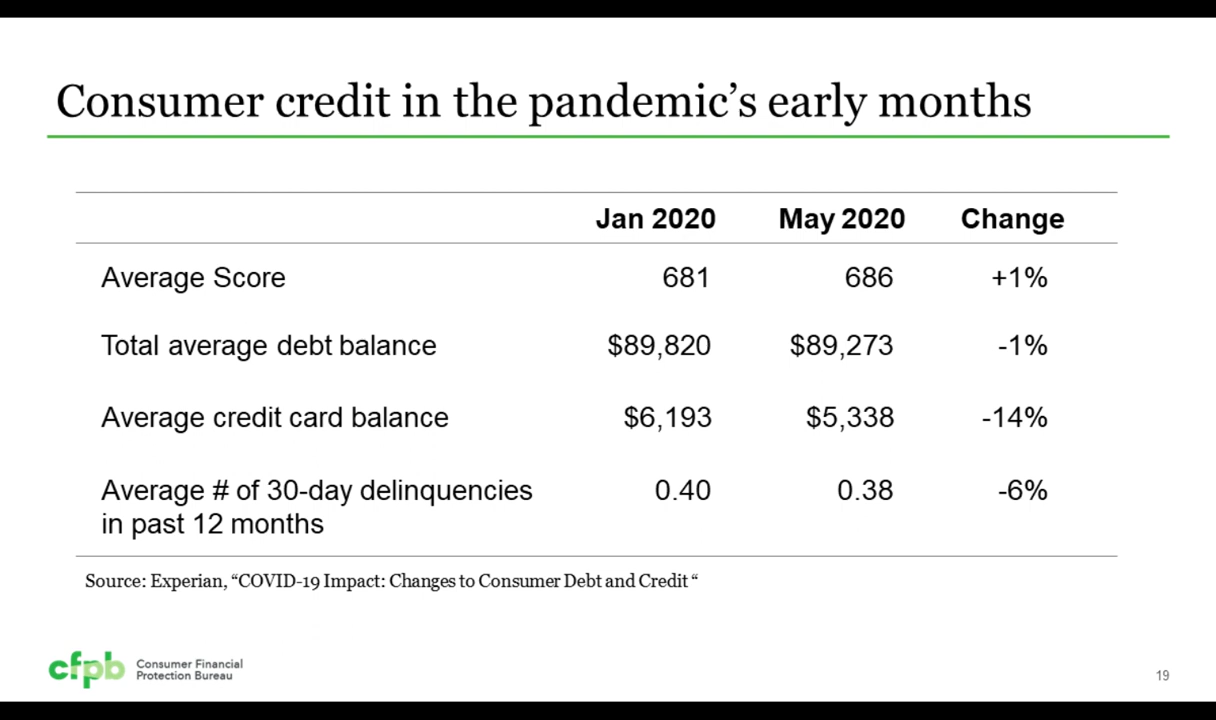 Consumer credit in the pandemic’s early months
Jan 2020 May 2020 Change
Average Score 681 686 +1%
Total average debt balance $89,820 $89,273 -1%
Average credit card balance $6,193 $5,338 -14%
Average # of 30-day delinquencies 0.40 0.38 -6%
in past 12 months
Source: Experian, “COVID-19 Impact: Changes to Consumer Debt and Credit “
cfpb Consumer Financial
Protection Bureau
19